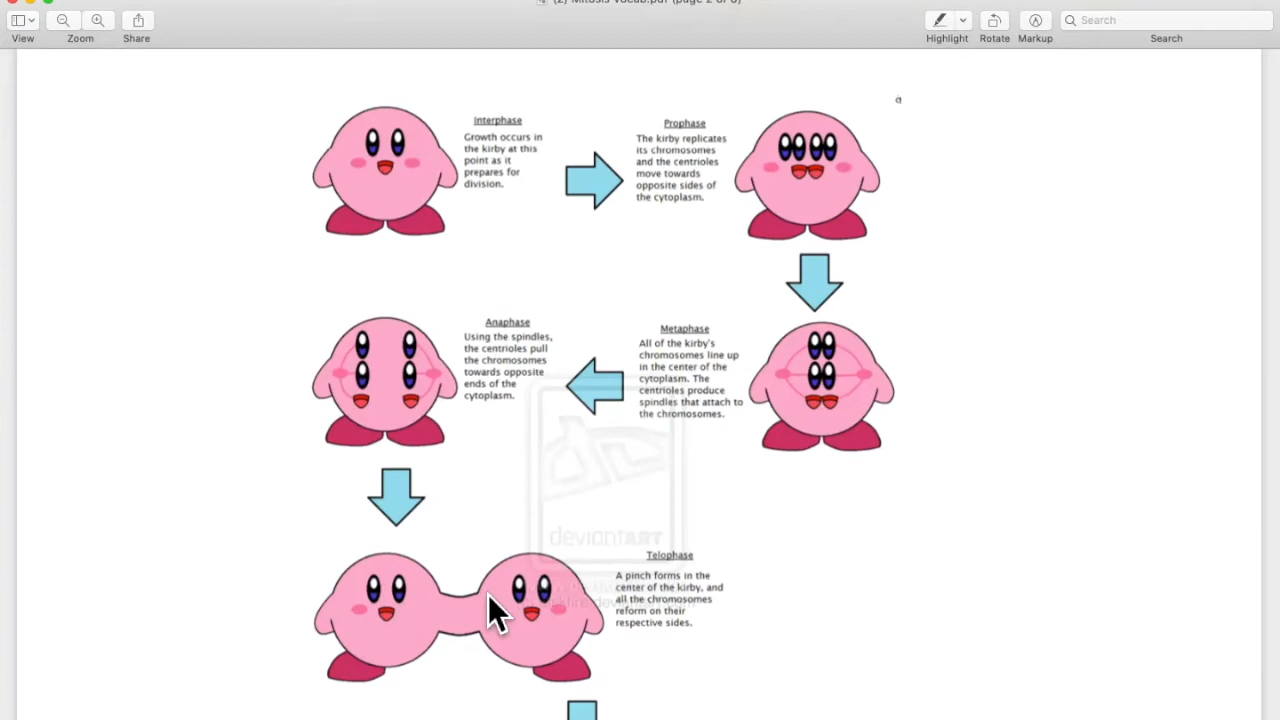 View
Zoom
Share
Highlight
Rotate
Markup
Search
Search
Interphase
Growth occurs in
the kirby at this
point as it
prepares for
division.
Prophase
The kirby replicates
its chromosomes
and the centrioles
move towards
opposite sides of
the cytoplasm.
Anaphase
Using the spindles,
the centrioles pull
the chromosomes
towards opposite
ends of the
cytoplasm.
Metaphase
All of the kirby's
chromosomes line up
in the center of the
cytoplasm. The
centrioles produce
spindles that attach to
the chromosomes.
deviantART
Telophase
A pinch forms in the
center of the kirby, and
all the chromosomes
reform on their
respective sides.